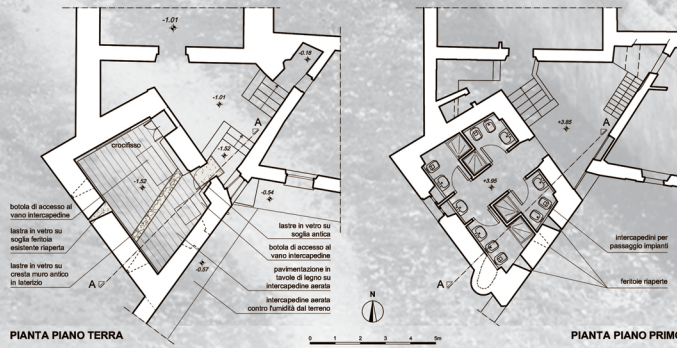 -1.01
-0.18
-1.01
A
crocifisso
-1.52
-1.52
-0.54
botola di accesso al
vano intercapedine
lastra in vetro su
soglia feritoia
esistente riaperta
lastre in vetro su
cresta muro antico
in laterizio
A
-0.57
lastre in vetro su
soglia antica
botola di accesso al
vano intercapedine
pavimentazione in
tavole di legno su
intercapedine aerata
intercapedine aerata
contro l'umidità dal terreno
PIANTA PIANO TERRA
N
0 1 2 3 4 5m
+3.85
A
+3.95
intercapedini per
passaggio impianti
feritoie riaperte
A
PIANTA PIANO PRIMO